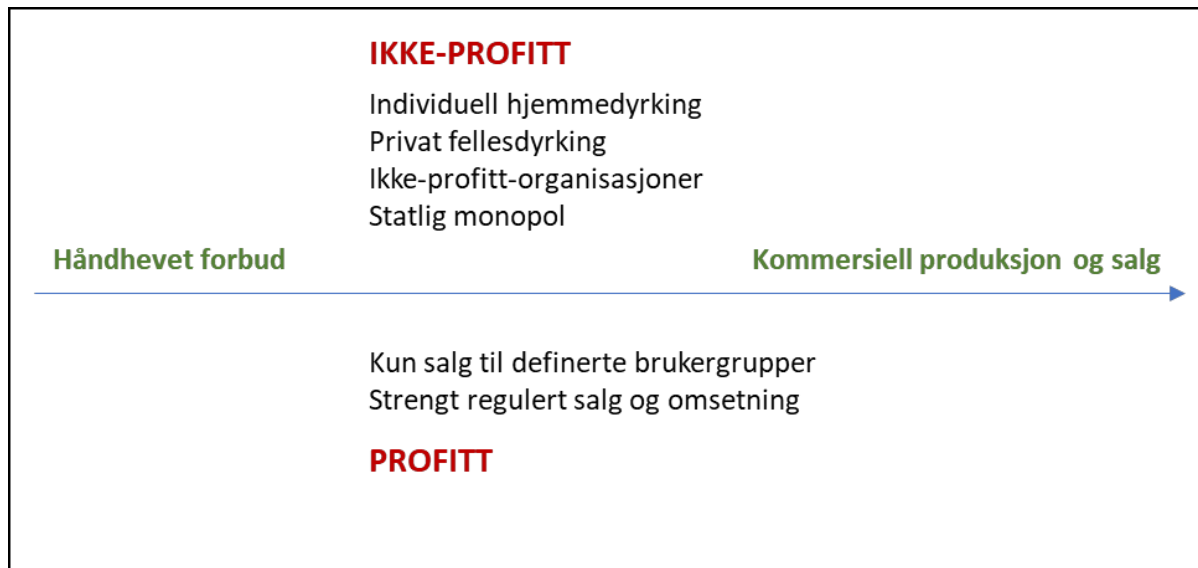 IKKE-PROFITT
Individuell hjemmedyrking
Privat fellesdyrking
Ikke-profitt-organisasjoner
Statlig monopol
Håndhevet forbud
Kommersiell produksjon og salg
Kun salg til definerte brukergrupper
Strengt regulert salg og omsetning
PROFITT